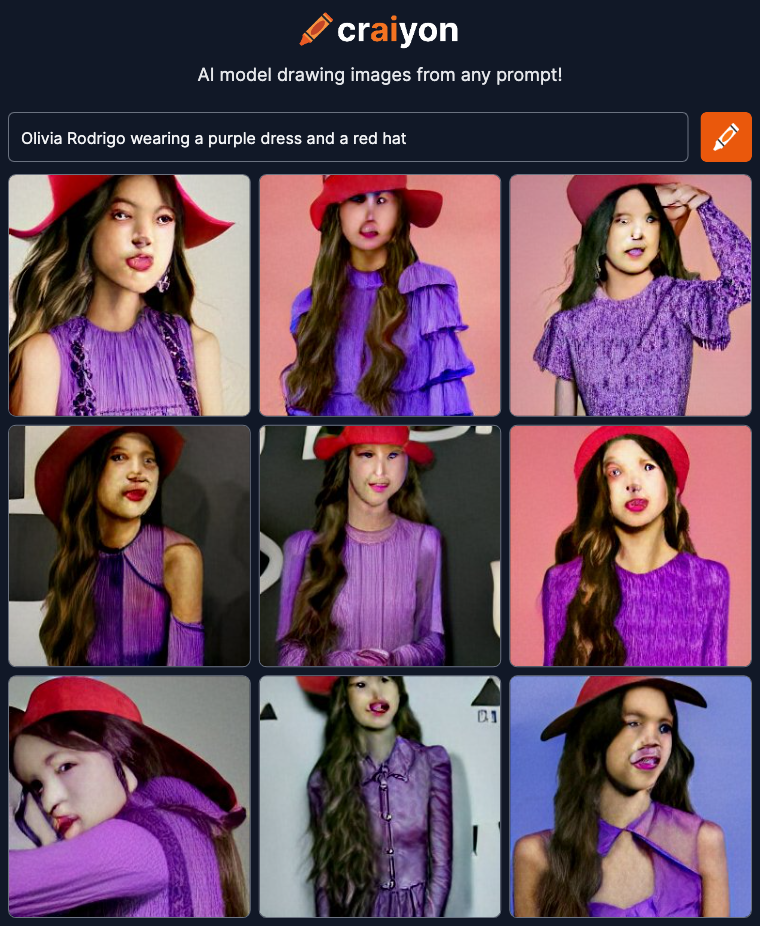 craiyon
AI model drawing images from any prompt!
Olivia Rodrigo wearing a purple dress and a red hat